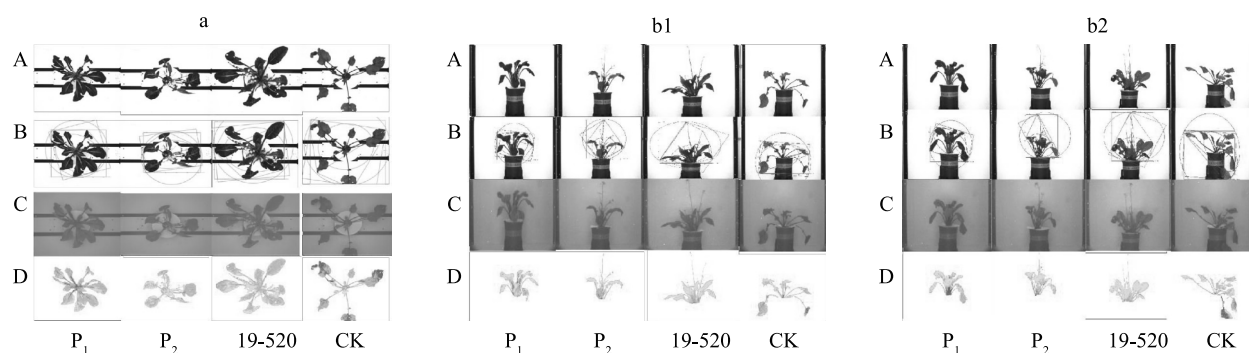 a b1 b2
A A A
B B B
C C C
D D D
P1 P2 19-520 CK P1 P2 19-520 CK P1 P2 19-520 CK